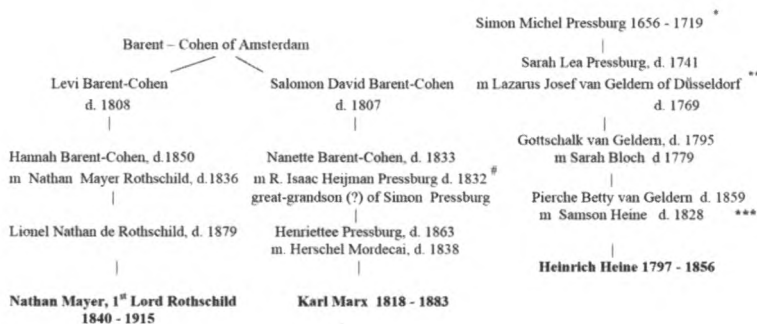 Barent – Cohen of Amsterdam
Levi Barent-Cohen
d. 1808
Hannah Barent-Cohen, d.1850
m Nathan Mayer Rothschild, d.1836
Lionel Nathan de Rothschild, d. 1879
Nathan Mayer, 1st Lord Rothschild
1840 - 1915
Salomon David Barent-Cohen
d. 1807
Nanette Barent-Cohen, d. 1833
m R. Isaac Heijman Pressburg d. 1832 #
great-grandson (?) of Simon Pressburg
Henriettee Pressburg, d. 1863
m. Herschel Mordecai, d. 1838
Karl Marx 1818 - 1883
Simon Michel Pressburg 1656 - 1719 *
Sarah Lea Pressburg, d. 1741
m Lazarus Josef van Geldern of Düsseldorf **
d. 1769
Gottschalk van Geldern, d. 1795
m Sarah Bloch d 1779
Pierche Betty van Geldern d. 1859
m Samson Heine d. 1828 ***
Heinrich Heine 1797 - 1856